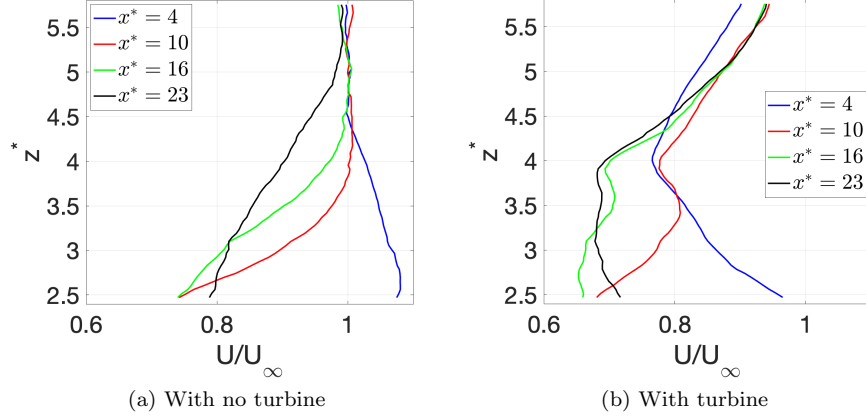 x* = 4
x* = 10
x* = 16
x* = 23
5.5
5
4.5
4
3.5
3
2.5
z*
0.6 0.8 1
U/U∞
(a) With no turbine
x* = 4
x* = 10
x* = 16
x* = 23
5.5
5
4.5
4
3.5
3
2.5
z*
0.6 0.8 1
U/U∞
(b) With turbine